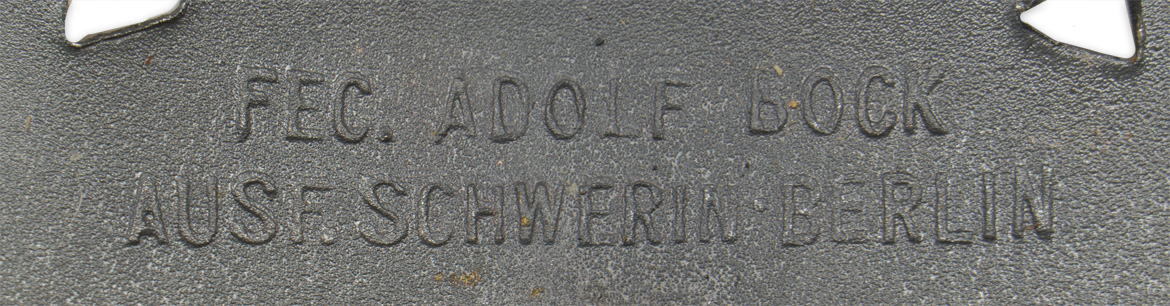 FEC. ADOLF BOCK
AUSF. SCHWERIN-BERLIN